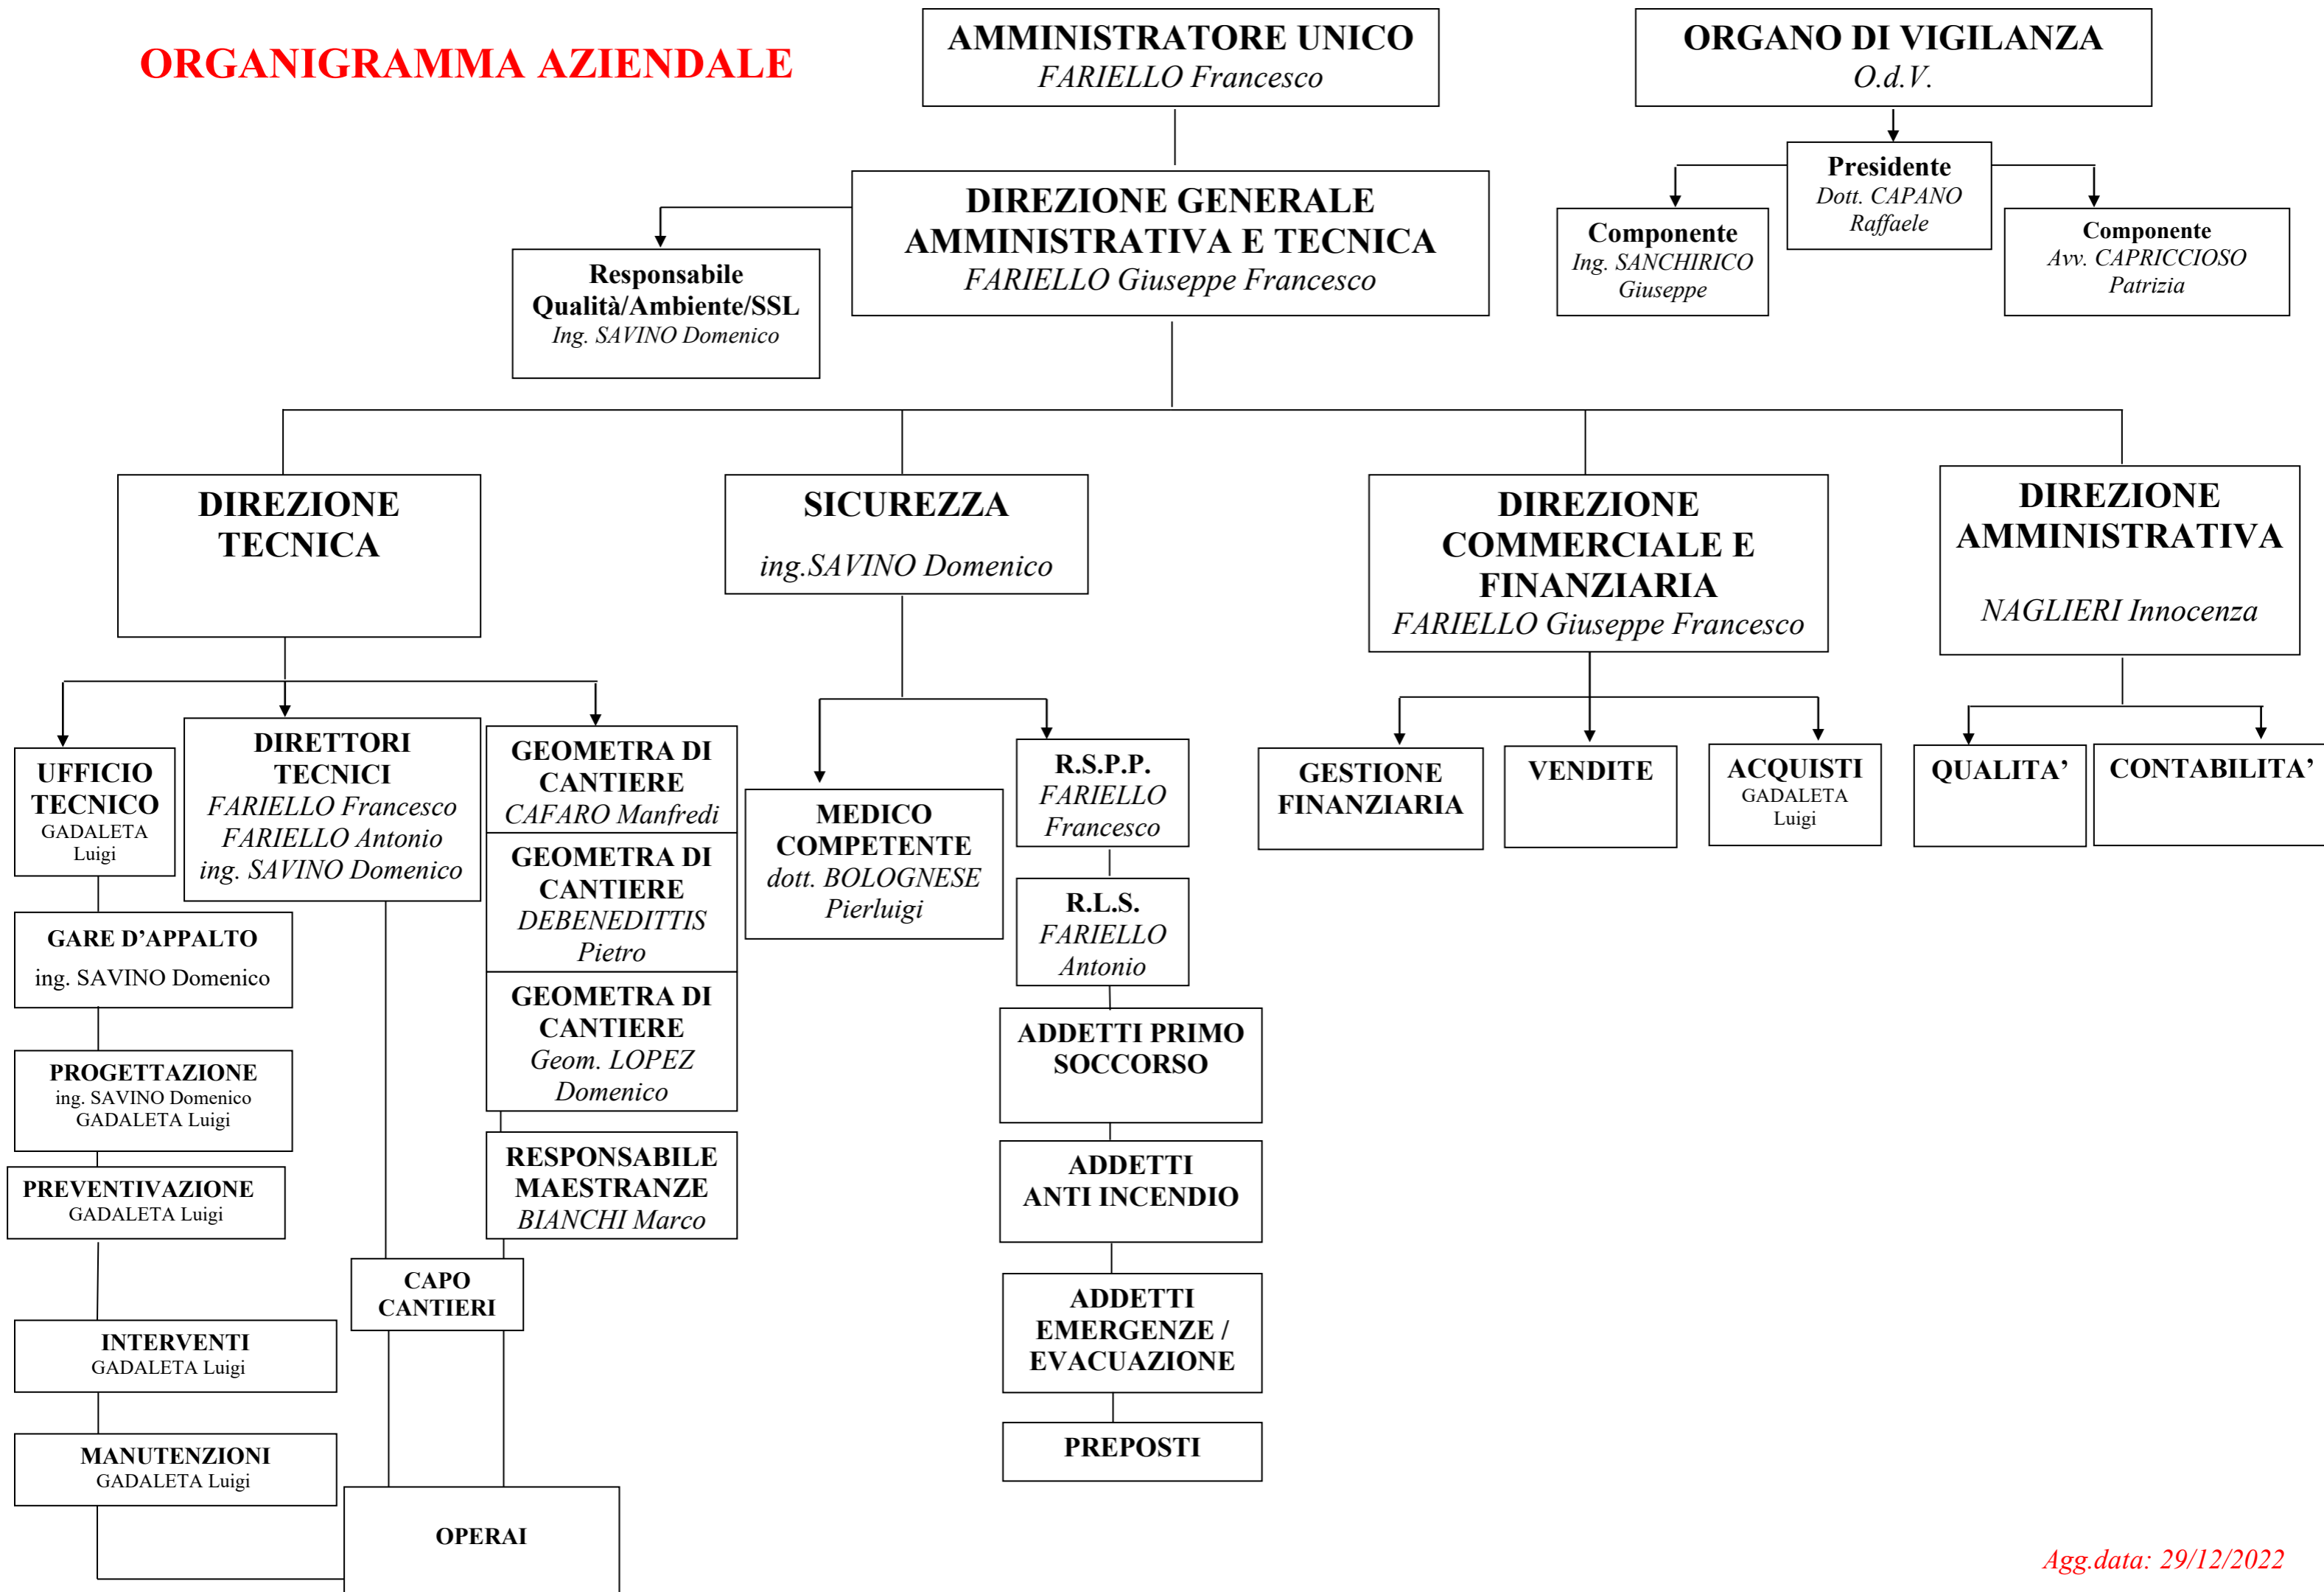 ORGANIGRAMMA AZIENDALE
AMMINISTRATORE UNICO
FARIELLO Francesco
ORGANO DI VIGILANZA
O.d.V.
Presidente
Dott. CAPANO
Raffaele
Componente
Ing. SANCHIRICO
Giuseppe
Componente
Avv. CAPRICCIOSO
Patrizia
DIREZIONE GENERALE
AMMINISTRATIVA E TECNICA
FARIELLO Giuseppe Francesco
Responsabile
Qualità/Ambiente/SSL
Ing. SAVINO Domenico
DIREZIONE
TECNICA
SICUREZZA
ing.SAVINO Domenico
DIREZIONE
COMMERCIALE E
FINANZIARIA
FARIELLO Giuseppe Francesco
DIREZIONE
AMMINISTRATIVA
NAGLIERI Innocenza
UFFICIO
TECNICO
GADALETA
Luigi
DIRETTORI
TECNICI
FARIELLO Francesco
FARIELLO Antonio
ing. SAVINO Domenico
GEOMETRA DI
CANTIERE
CAFARO Manfredi
GEOMETRA DI
CANTIERE
DEBENEDITTIS
Pietro
GEOMETRA DI
CANTIERE
Geom. LOPEZ
Domenico
RESPONSABILE
MAESTRANZE
BIANCHI Marco
MEDICO
COMPETENTE
dott. BOLOGNESE
Pierluigi
R.S.P.P.
FARIELLO
Francesco
R.L.S.
FARIELLO
Antonio
ADDETTI PRIMO
SOCCORSO
ADDETTI
ANTI INCENDIO
ADDETTI
EMERGENZE /
EVACUAZIONE
PREPOSTI
GESTIONE
FINANZIARIA
VENDITE
ACQUISTI
GADALETA
Luigi
QUALITA’
CONTABILITA’
GARE D’APPALTO
ing. SAVINO Domenico
PROGETTAZIONE
ing. SAVINO Domenico
GADALETA Luigi
PREVENTIVAZIONE
GADALETA Luigi
INTERVENTI
GADALETA Luigi
MANUTENZIONI
GADALETA Luigi
CAPO
CANTIERI
OPERAI
Agg.data: 29/12/2022